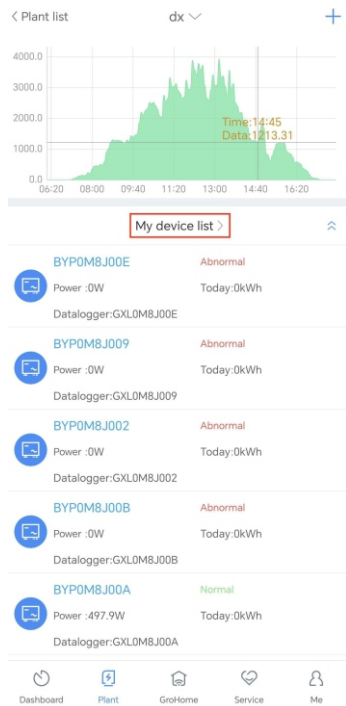 Plant list
dx
4000.0
3000.0
2000.0
1000.0
0.0
Time:14:45
Data:1213.31
06:20 08:00 09:40 11:20 13:00 14:40 16:20
My device list
BYP0M8J00E Abnormal
Power :0W Today:0kWh
Datalogger:GXL0M8J00E
BYP0M8J009 Abnormal
Power :0W Today:0kWh
Datalogger:GXL0M8J009
BYP0M8J002 Abnormal
Power :0W Today:0kWh
Datalogger:GXL0M8J002
BYP0M8J00B Abnormal
Power :0W Today:0kWh
Datalogger:GXL0M8J00B
BYP0M8J00A Normal
Power :497.9W Today:0kWh
Datalogger:GXL0M8J00A
Dashboard Plant GroHome Service Me